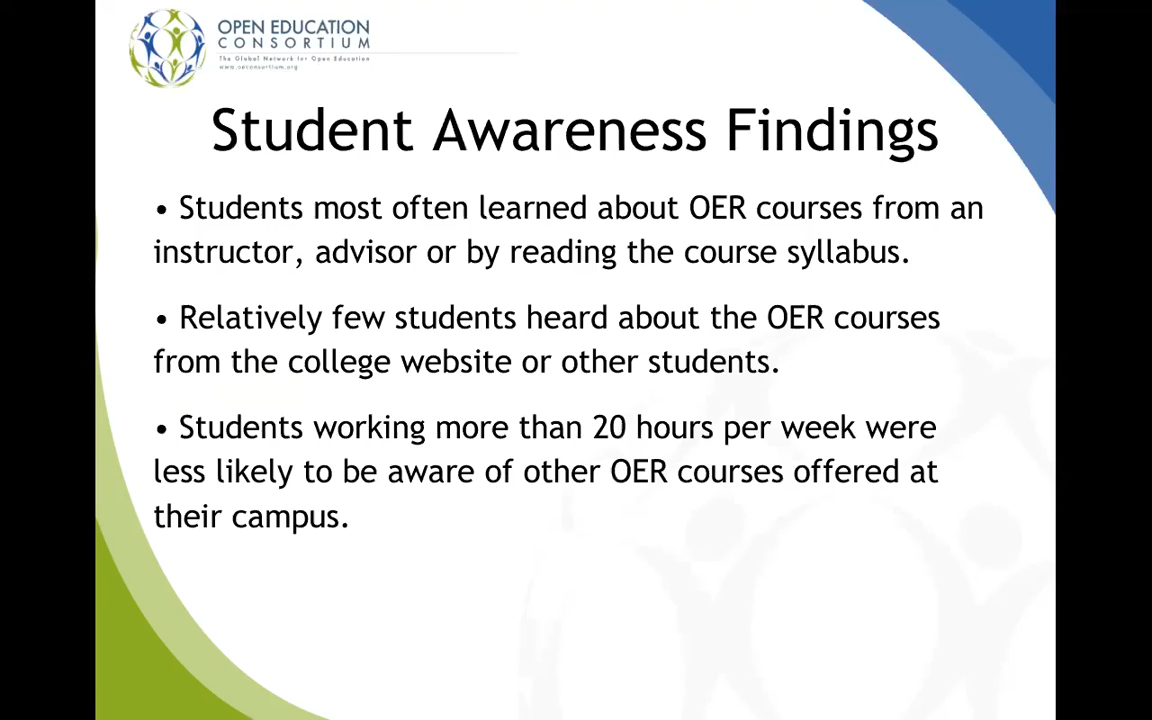 OPEN EDUCATION
CONSORTIUM
The Global Network for Open Education
www.oeconsortium.org
Student Awareness Findings
• Students most often learned about OER courses from an
instructor, advisor or by reading the course syllabus.
• Relatively few students heard about the OER courses
from the college website or other students.
• Students working more than 20 hours per week were
less likely to be aware of other OER courses offered at
their campus.